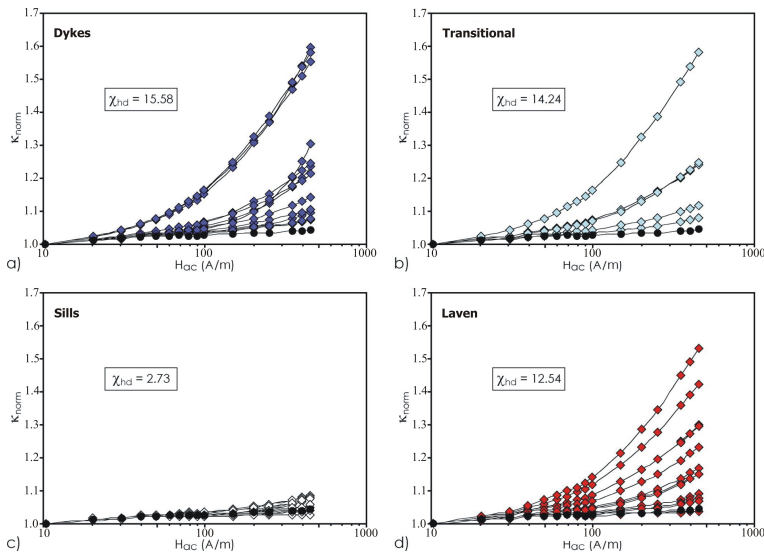 Dykes
χhd = 15.58
κnorm
1.7
1.6
1.5
1.4
1.3
1.2
1.1
1.0
10
100
1000
Hac (A/m)
a)
Transitional
χhd = 14.24
κnorm
1.7
1.6
1.5
1.4
1.3
1.2
1.1
1.0
10
100
1000
Hac (A/m)
b)
Sills
χhd = 2.73
κnorm
1.7
1.6
1.5
1.4
1.3
1.2
1.1
1.0
10
100
1000
Hac (A/m)
c)
Laven
χhd = 12.54
κnorm
1.7
1.6
1.5
1.4
1.3
1.2
1.1
1.0
10
100
1000
Hac (A/m)
d)